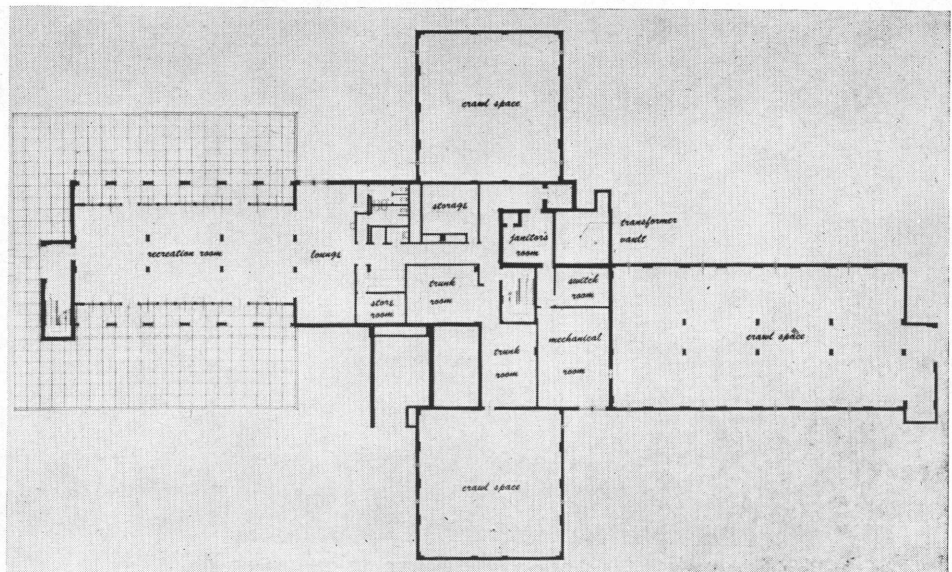 crawl space
storage
janitor's
room
transformer
vault
recreation room
lounge
trunk
room
switch
room
store
room
crawl space
mechanical
room
trunk
room
crawl space